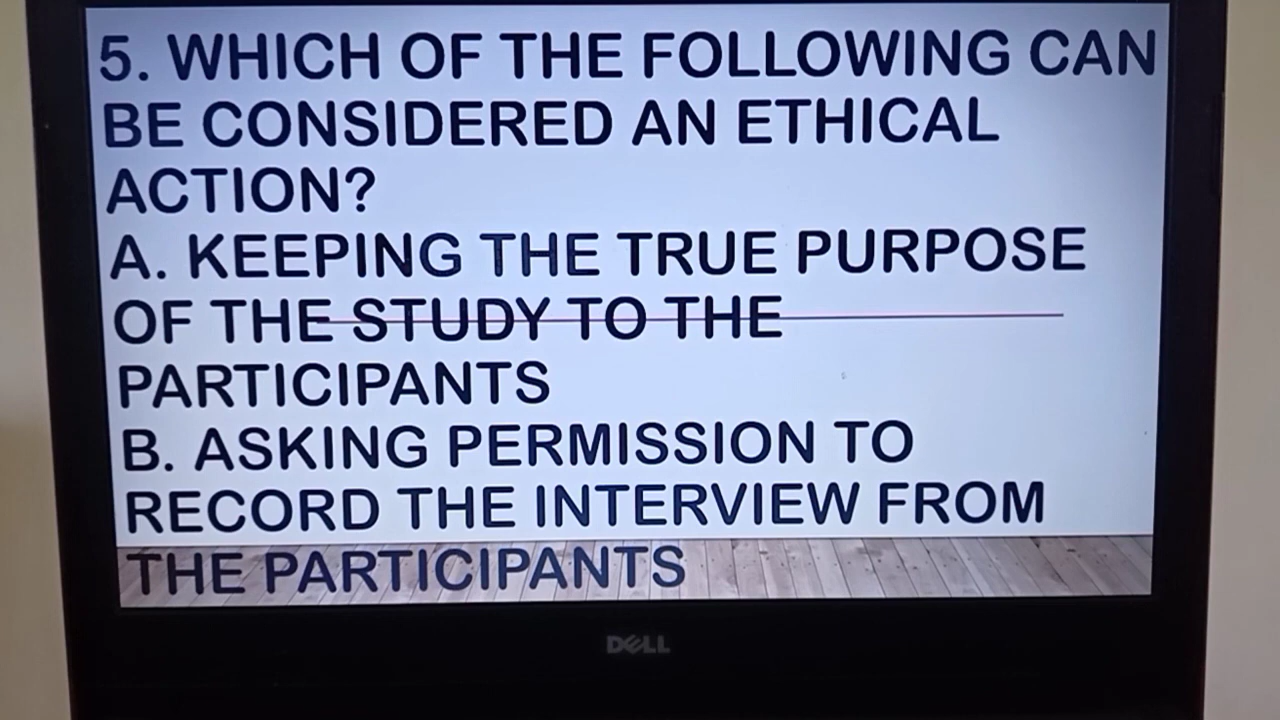 5. WHICH OF THE FOLLOWING CAN
BE CONSIDERED AN ETHICAL
ACTION?
A. KEEPING THE TRUE PURPOSE
OF THE STUDY TO THE
PARTICIPANTS
B. ASKING PERMISSION TO
RECORD THE INTERVIEW FROM
THE PARTICIPANTS
DELL